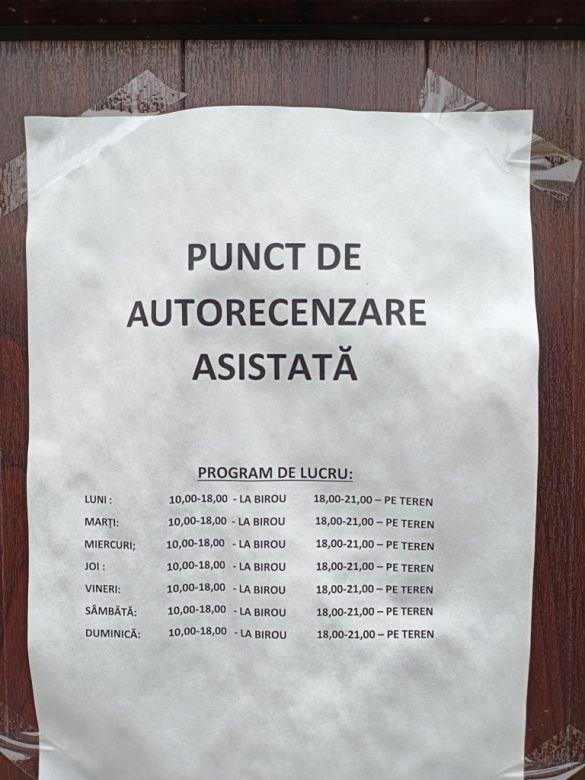 PUNCT DE
AUTORECENZARE
ASISTATĂ
PROGRAM DE LUCRU:
LUNI : 10,00-18,00 - LA BIROU 18,00-21,00 – PE TEREN
MARȚI: 10,00-18,00 - LA BIROU 18,00-21,00 – PE TEREN
MIERCURI; 10,00-18,00 - LA BIROU 18,00-21,00 – PE TEREN
JOI : 10,00-18,00 - LA BIROU 18,00-21,00 – PE TEREN
VINERI: 10,00-18,00 - LA BIROU 18,00-21,00 – PE TEREN
SÂMBĂTĂ: 10,00-18,00 - LA BIROU 18,00-21,00 – PE TEREN
DUMINICĂ: 10,00-18,00 - LA BIROU 18,00-21,00 – PE TEREN